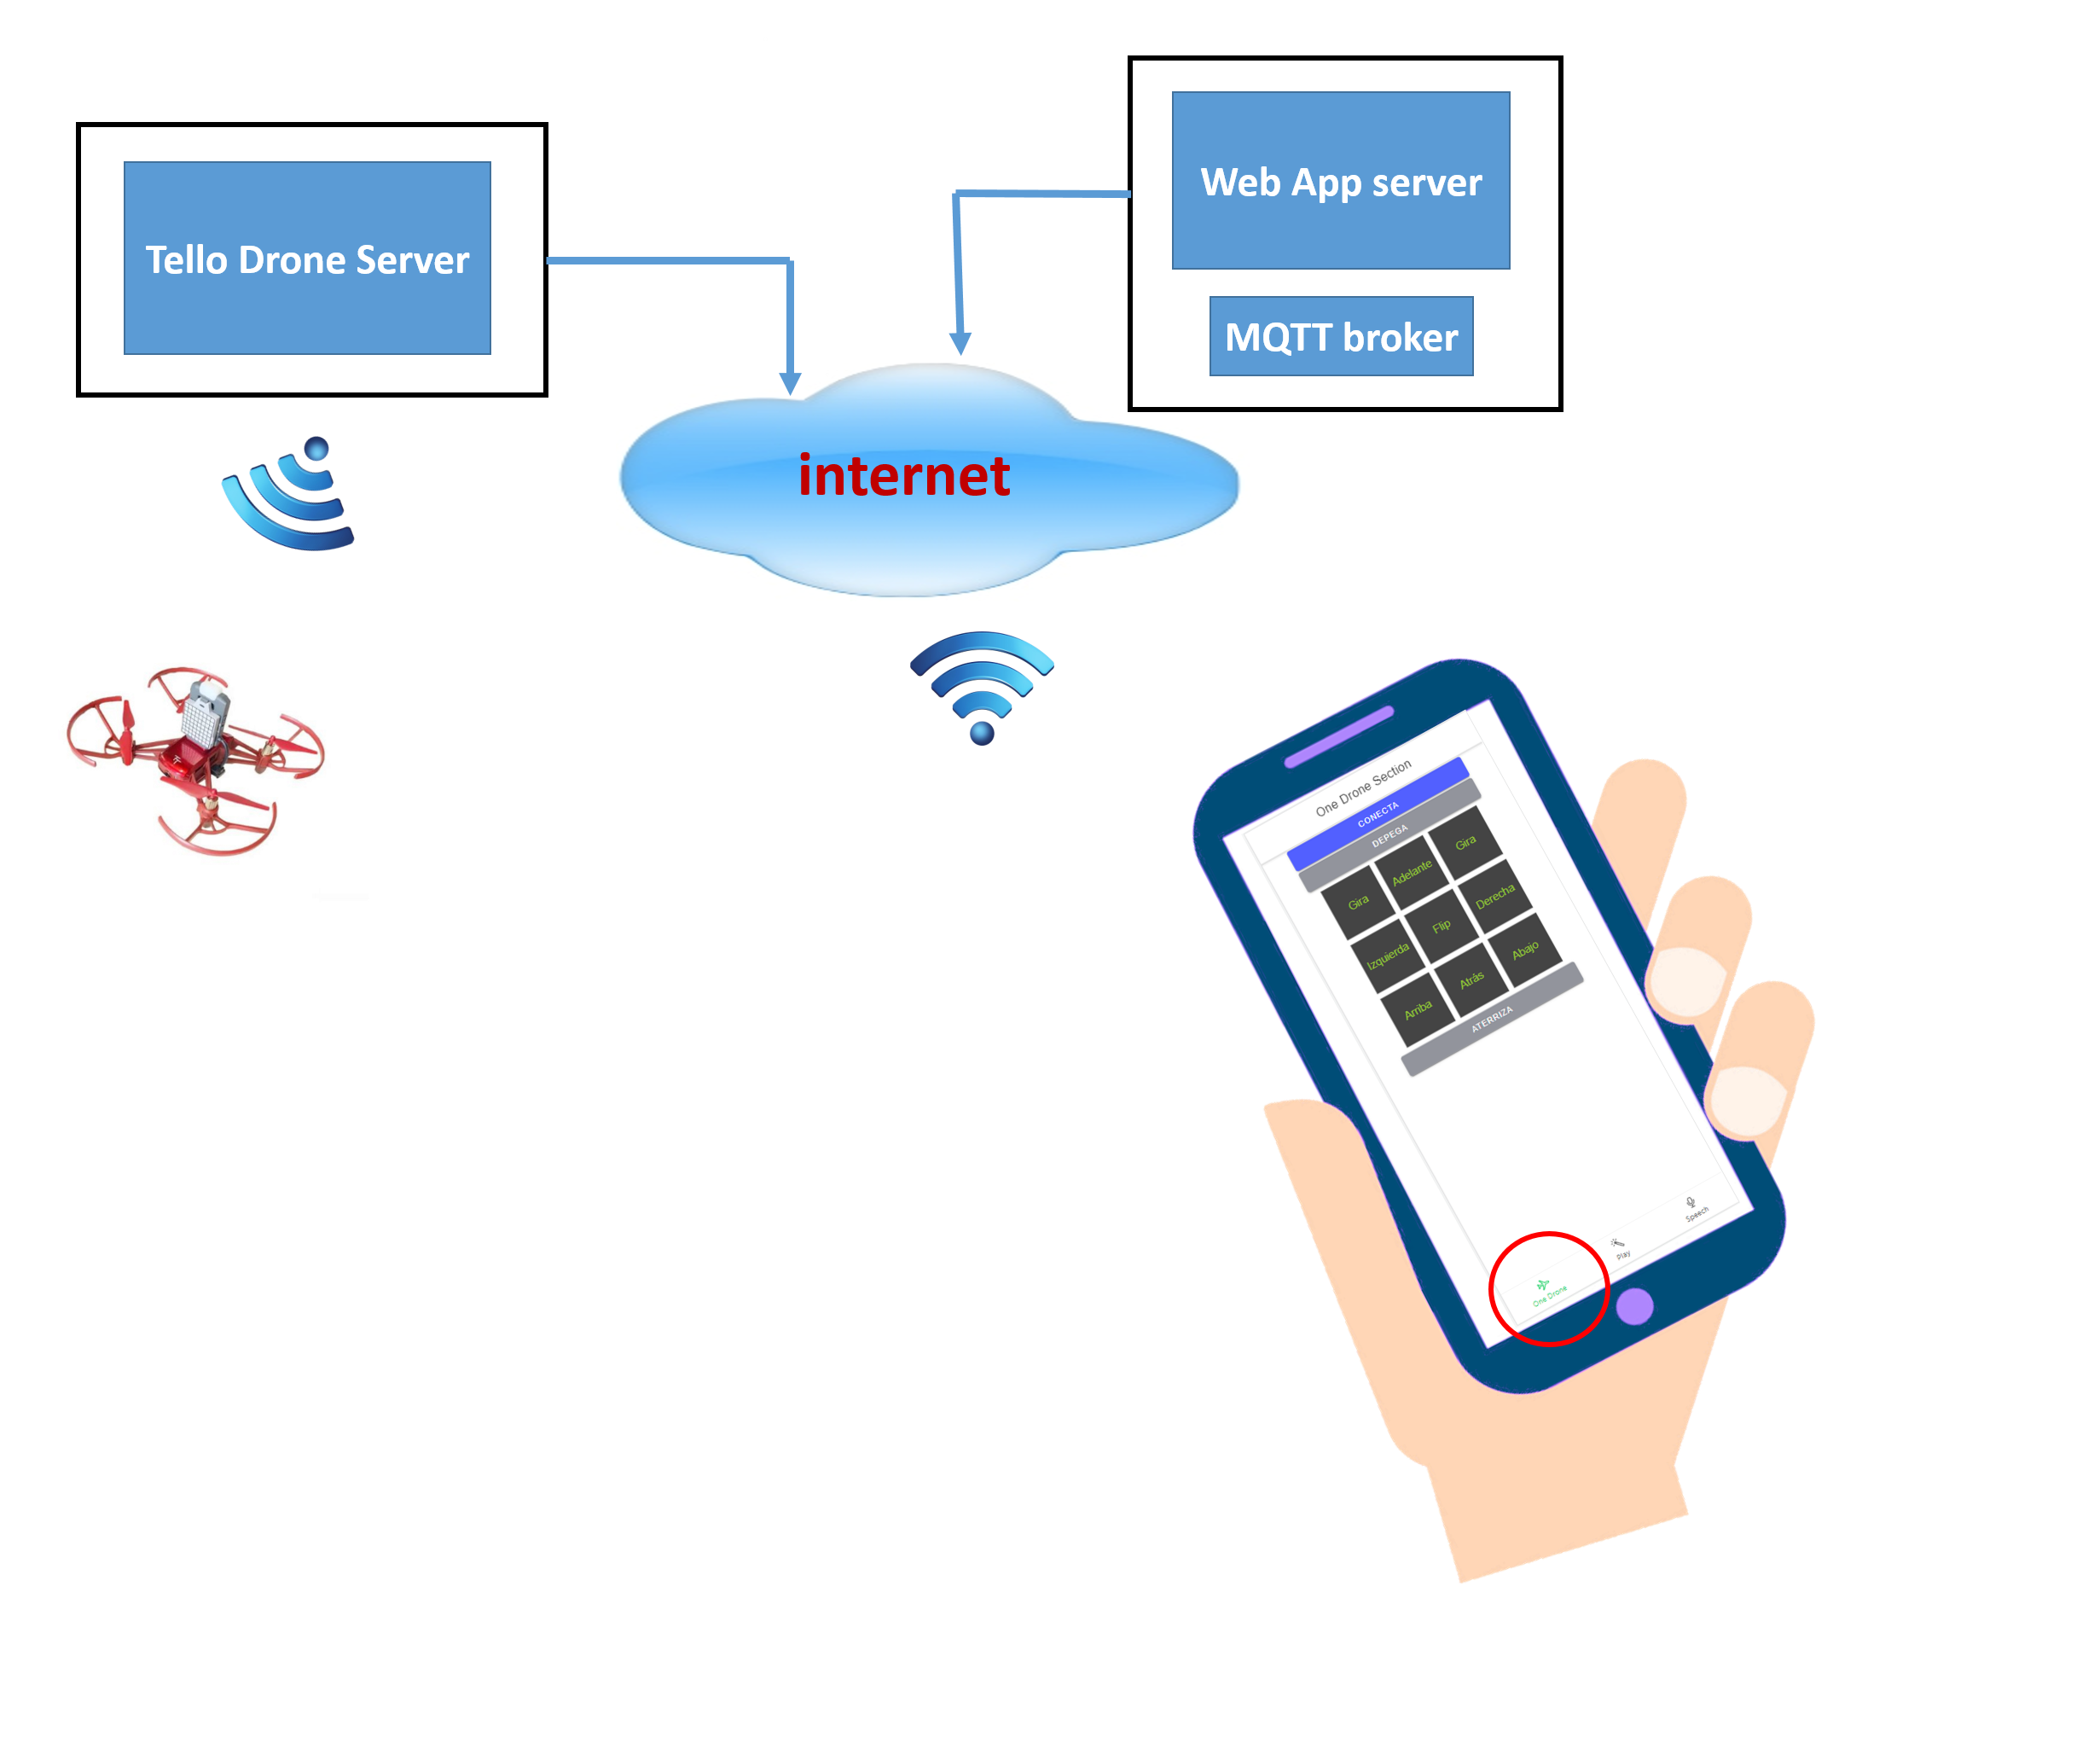 Web App server
Tello Drone Server
MQTT broker
internet
One Drone Section
CONECTA
DEPEGA
Gira
Adelante
Gira
Izquierda
Flip
Derecha
Arriba
Atrás
Abajo
ATERRIZA
One Drone
Play
Speech